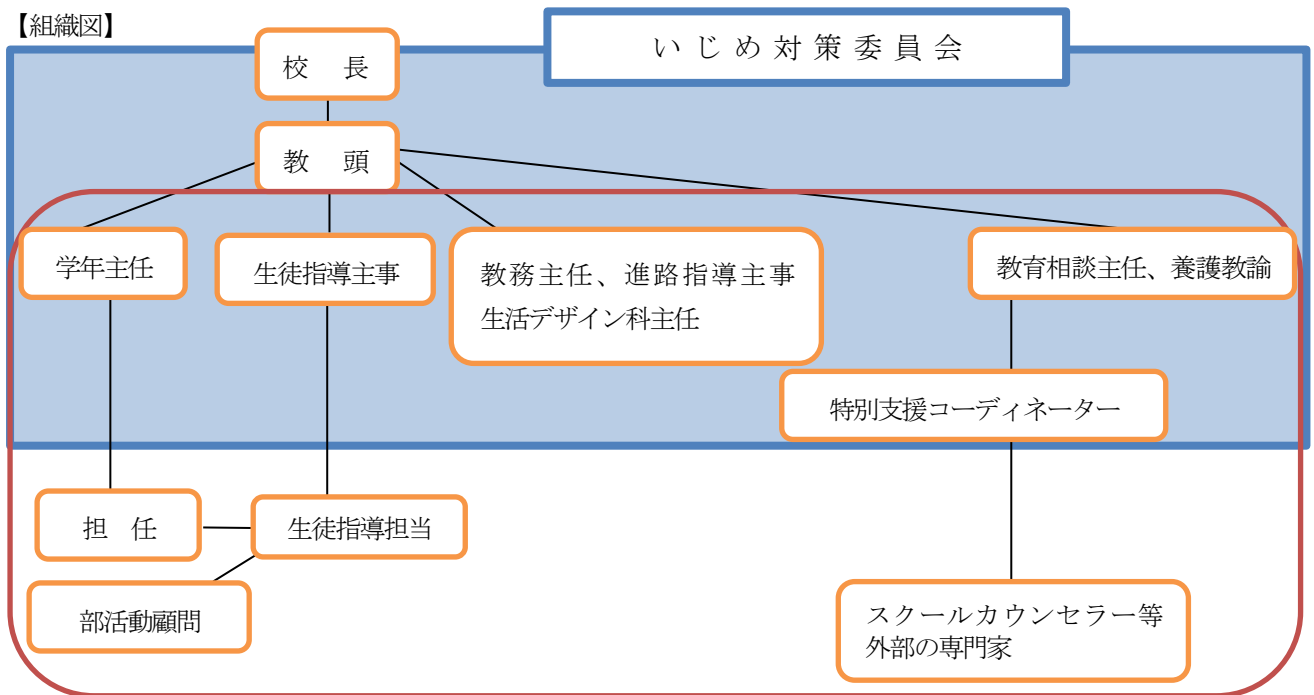 【組織図】
いじめ対策委員会
校　長
教　頭
学年主任
生徒指導主事
教務主任、進路指導主事
生活デザイン科主任
教育相談主任、養護教諭
特別支援コーディネーター
担　任
生徒指導担当
部活動顧問
スクールカウンセラー等
外部の専門家